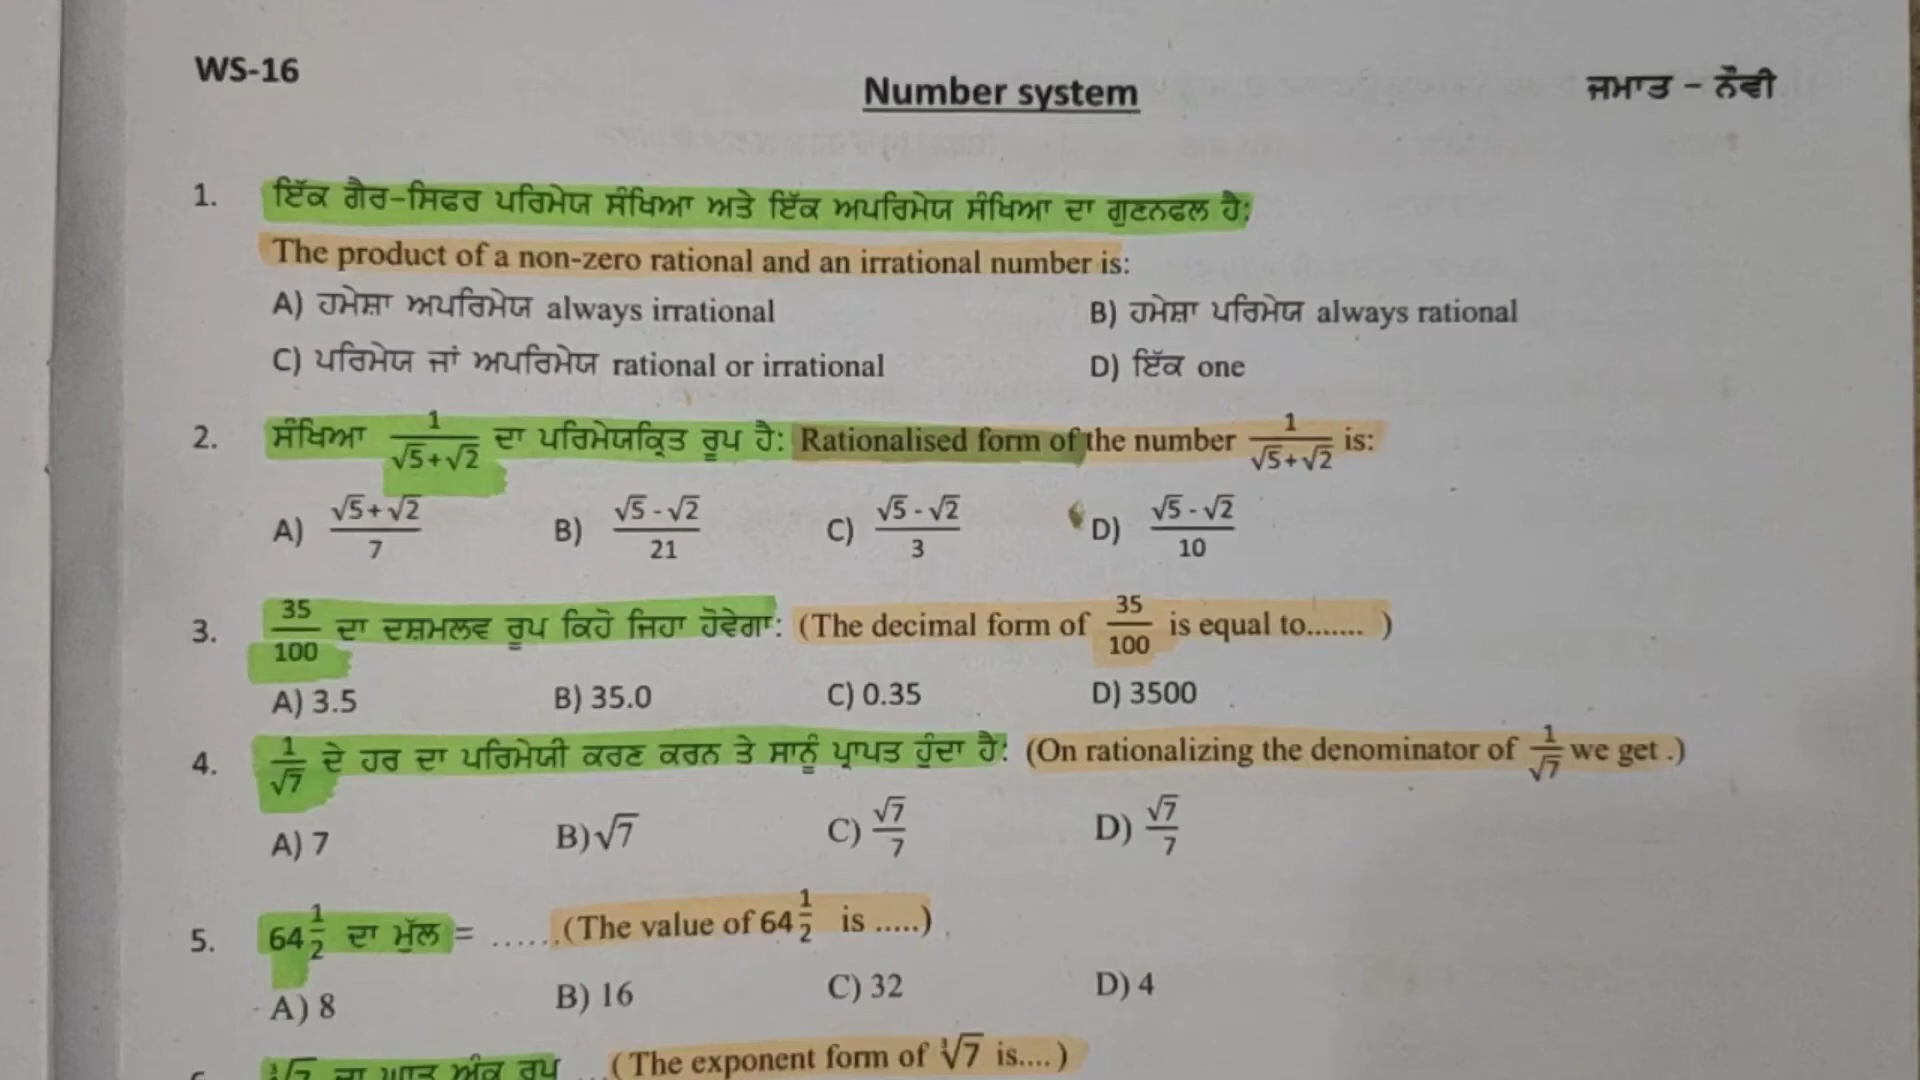 WS-16
Number system
ਜਮਾਤ – ਨੌਵੀ
1. ਇੱਕ ਗੈਰ-ਸਿਫਰ ਪਰਿਮੇਯ ਸੰਖਿਆ ਅਤੇ ਇੱਕ ਅਪਰਿਮੇਯ ਸੰਖਿਆ ਦਾ ਗੁਣਨਫਲ ਹੈ:
The product of a non-zero rational and an irrational number is:
A) ਹਮੇਸ਼ਾ ਅਪਰਿਮੇਯ always irrational B) ਹਮੇਸ਼ਾ ਪਰਿਮੇਯ always rational
C) ਪਰਿਮੇਯ ਜਾਂ ਅਪਰਿਮੇਯ rational or irrational D) ਇੱਕ one
2. ਸੰਖਿਆ 1/(√5+√2) ਦਾ ਪਰਿਮੇਯਕ੍ਰਿਤ ਰੂਪ ਹੈ: Rationalised form of the number 1/(√5+√2) is:
A) (√5+√2)/7 B) (√5-√2)/21 C) (√5-√2)/3 D) (√5-√2)/10
3. 35/100 ਦਾ ਦਸ਼ਮਲਵ ਰੂਪ ਕਿਹੋ ਜਿਹਾ ਹੋਵੇਗਾ: (The decimal form of 35/100 is equal to....... )
A) 3.5 B) 35.0 C) 0.35 D) 3500
4. 1/√7 ਦੇ ਹਰ ਦਾ ਪਰਿਮੇਯੀ ਕਰਣ ਕਰਨ ਤੇ ਸਾਨੂੰ ਪ੍ਰਾਪਤ ਹੁੰਦਾ ਹੈ: (On rationalizing the denominator of 1/√7 we get .)
A) 7 B)√7 C) √7/7 D) √7/7
5. 64^(1/2) ਦਾ ਮੁੱਲ = ......(The value of 64^(1/2) is .....)
A) 8 B) 16 C) 32 D) 4
(The exponent form of ∛7 is.... )